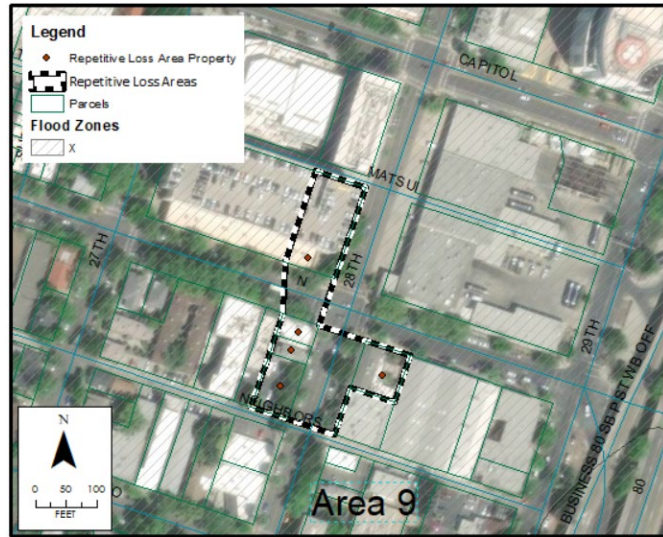 Legend
Repetitive Loss Area Property
Repetitive Loss Areas
Parcels
Flood Zones
X
CAPITOL
MATSUI
27TH
28TH
N
29TH
NEIGHBORS
BUSINESS 80 SB P ST WB OFF
80
N
0 50 100
FEET
O
Area 9